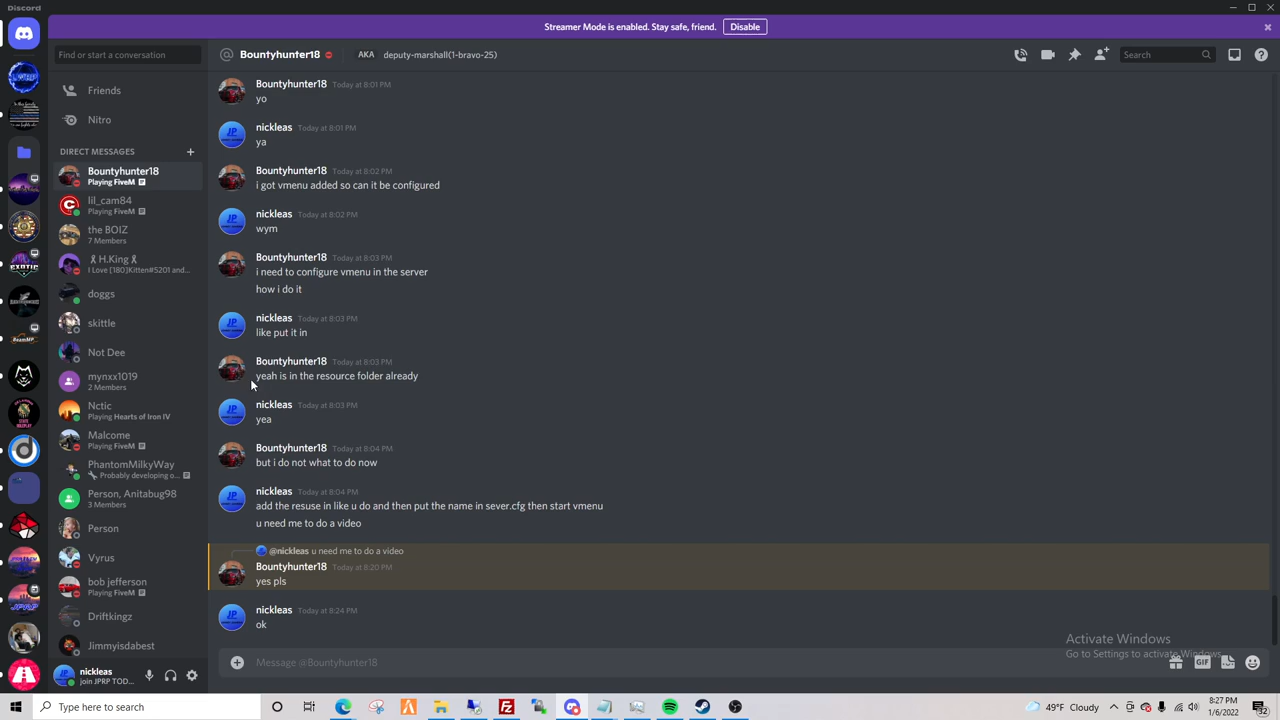 Discord
Streamer Mode is enabled. Stay safe, friend.
Disable
Find or start a conversation
Bountyhunter18
AKA
deputy-marshall(1-bravo-25)
Search
Friends
Nitro
DIRECT MESSAGES
Bountyhunter18
Playing FiveM
lil_cam84
Playing FiveM
the BOIZ
7 Members
H.King
I Love [180]Kitten#5201 and...
doggs
skittle
Not Dee
mynxx1019
2 Members
Nctic
Playing Hearts of Iron IV
Malcome
Playing FiveM
PhantomMilkyWay
Probably developing o...
Person, Anitabug98
3 Members
Person
Vyrus
bob jefferson
Playing FiveM
Driftkingz
Jimmyisdabest
nickleas
join JPRP TOD...
Bountyhunter18 Today at 8:01 PM
yo
nickleas Today at 8:01 PM
ya
Bountyhunter18 Today at 8:02 PM
i got vmenu added so can it be configured
nickleas Today at 8:02 PM
wym
Bountyhunter18 Today at 8:03 PM
i need to configure vmenu in the server
how i do it
nickleas Today at 8:03 PM
like put it in
Bountyhunter18 Today at 8:03 PM
yeah is in the resource folder already
nickleas Today at 8:03 PM
yea
Bountyhunter18 Today at 8:04 PM
but i do not what to do now
nickleas Today at 8:04 PM
add the resuse in like u do and then put the name in sever.cfg then start vmenu
u need me to do a video
@nickleas u need me to do a video
Bountyhunter18 Today at 8:20 PM
yes pls
nickleas Today at 8:24 PM
ok
Message @Bountyhunter18
GIF
Activate Windows
Go to Settings to activate Windows.
Type here to search
49°F Cloudy
8:27 PM
1/6/2022